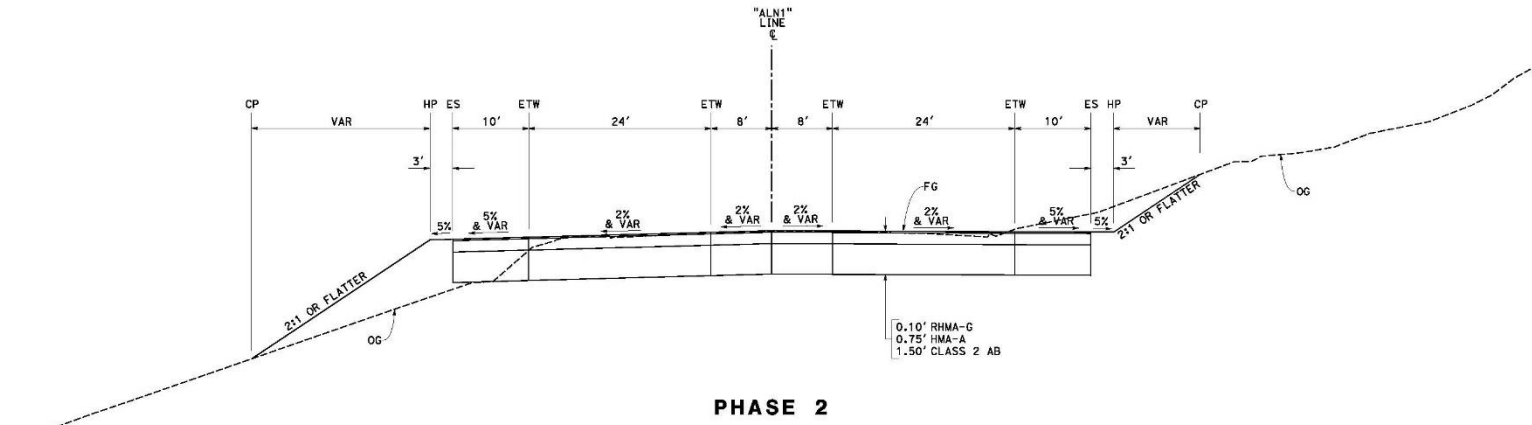 "ALN1"
LINE
℄
CP
HP
ES
ETW
ETW
ETW
ETW
ES
HP
CP
VAR
10'
24'
8'
8'
24'
10'
VAR
3'
3'
FG
OG
5%
5%
& VAR
2%
& VAR
2%
& VAR
2%
& VAR
2%
& VAR
5%
& VAR
5%
2:1 OR FLATTER
2:1 OR FLATTER
OG
0.10' RHMA-G
0.75' HMA-A
1.50' CLASS 2 AB
PHASE 2